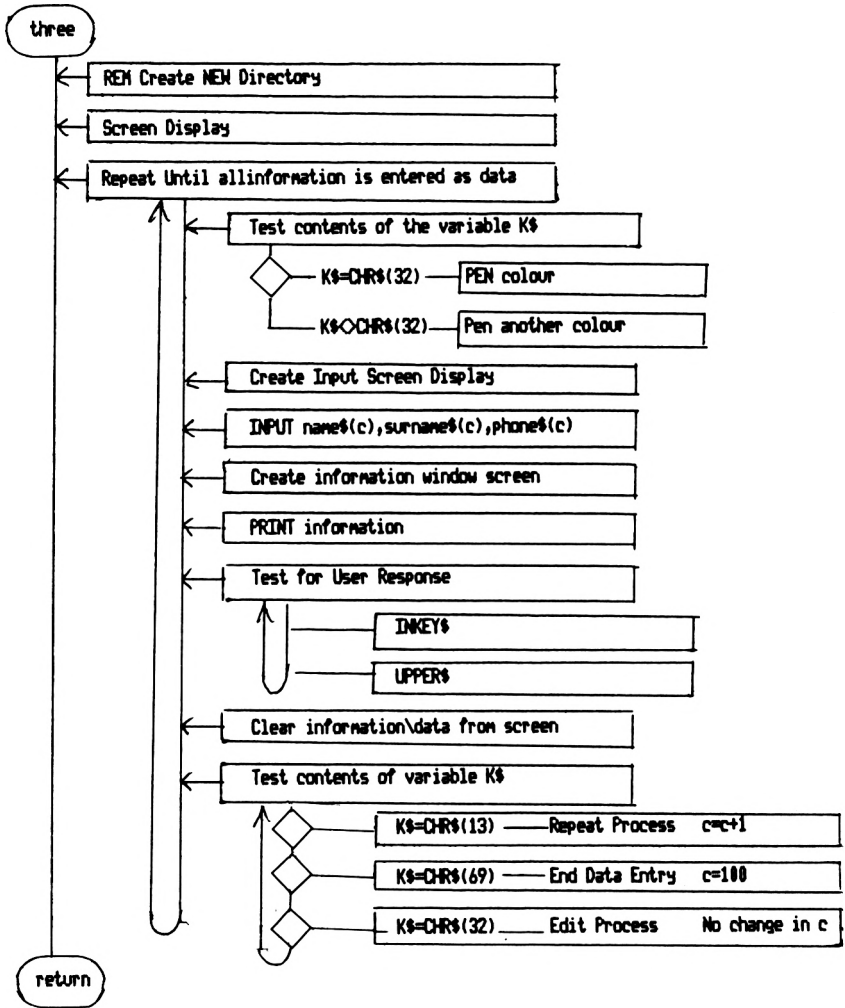 three
REM Create NEW Directory
Screen Display
Repeat Until allinformation is entered as data
Test contents of the variable K$
K$=CHR$(32) PEN colour
K$<>CHR$(32) Pen another colour
Create Input Screen Display
INPUT name$(c),surname$(c),phone$(c)
Create information window screen
PRINT information
Test for User Response
INKEY$
UPPER$
Clear information\data from screen
Test contents of variable K$
K$=CHR$(13) Repeat Process c=c+1
K$=CHR$(69) End Data Entry c=100
K$=CHR$(32) Edit Process No change in c
return